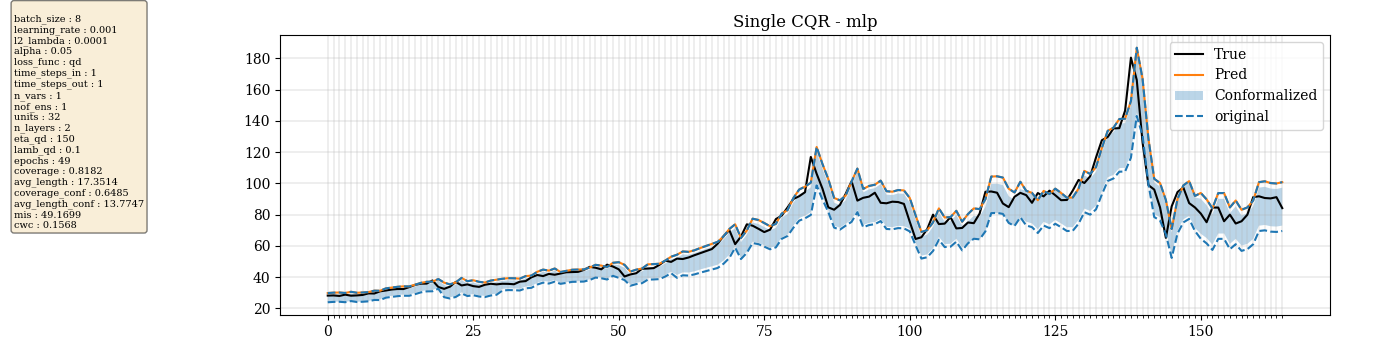 batch_size : 8
learning_rate : 0.001
l2_lambda : 0.0001
alpha : 0.05
loss_func : qd
time_steps_in : 1
time_steps_out : 1
n_vars : 1
nof_ens : 1
units : 32
n_layers : 2
eta_qd : 150
lamb_qd : 0.1
epochs : 49
coverage : 0.8182
avg_length : 17.3514
coverage_conf : 0.6485
avg_length_conf : 13.7747
mis : 49.1699
cwc : 0.1568
Single CQR - mlp
180
160
140
120
100
80
60
40
20
0 25 50 75 100 125 150
True
Pred
Conformalized
original